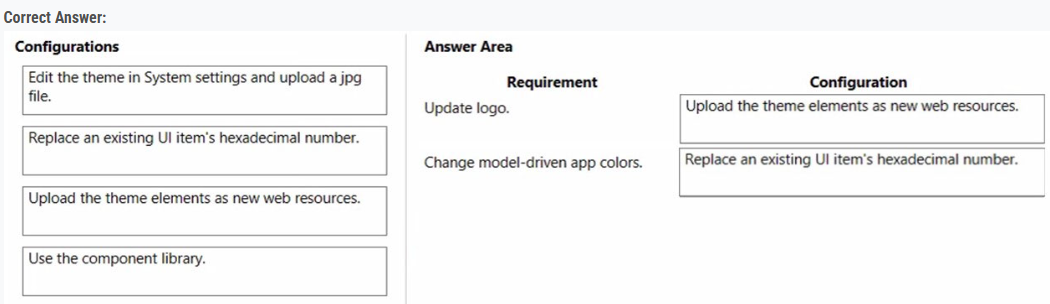 Correct Answer:
Configurations
Edit the theme in System settings and upload a jpg
file.
Replace an existing UI item's hexadecimal number.
Upload the theme elements as new web resources.
Use the component library.
Answer Area
Requirement Configuration
Update logo. Upload the theme elements as new web resources.
Change model-driven app colors. Replace an existing UI item's hexadecimal number.